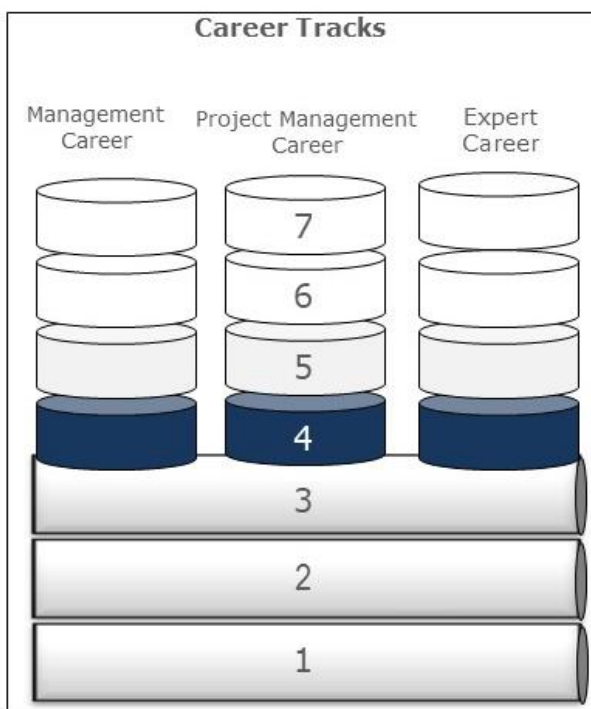 Career Tracks
Management
Career
Project Management
Career
Expert
Career
7
6
5
4
3
2
1